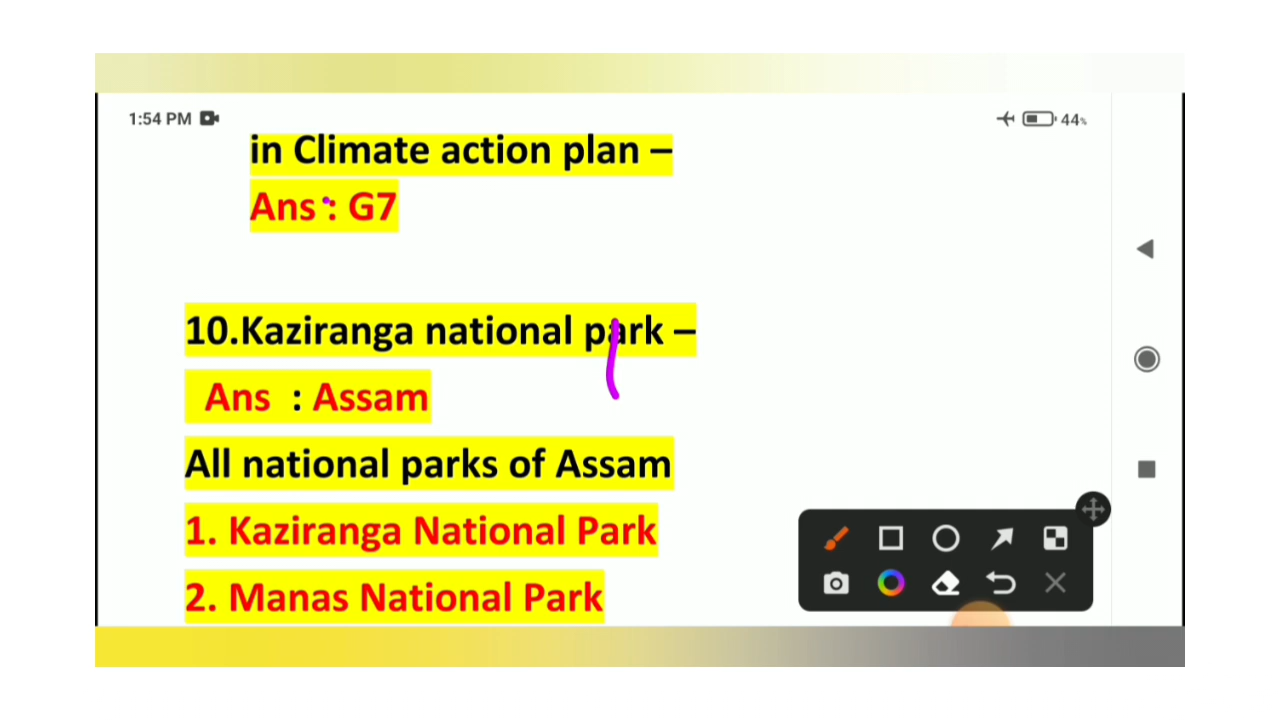 1:54 PM
44%
in Climate action plan –
Ans : G7
10.Kaziranga national park –
Ans : Assam
All national parks of Assam
1. Kaziranga National Park
2. Manas National Park